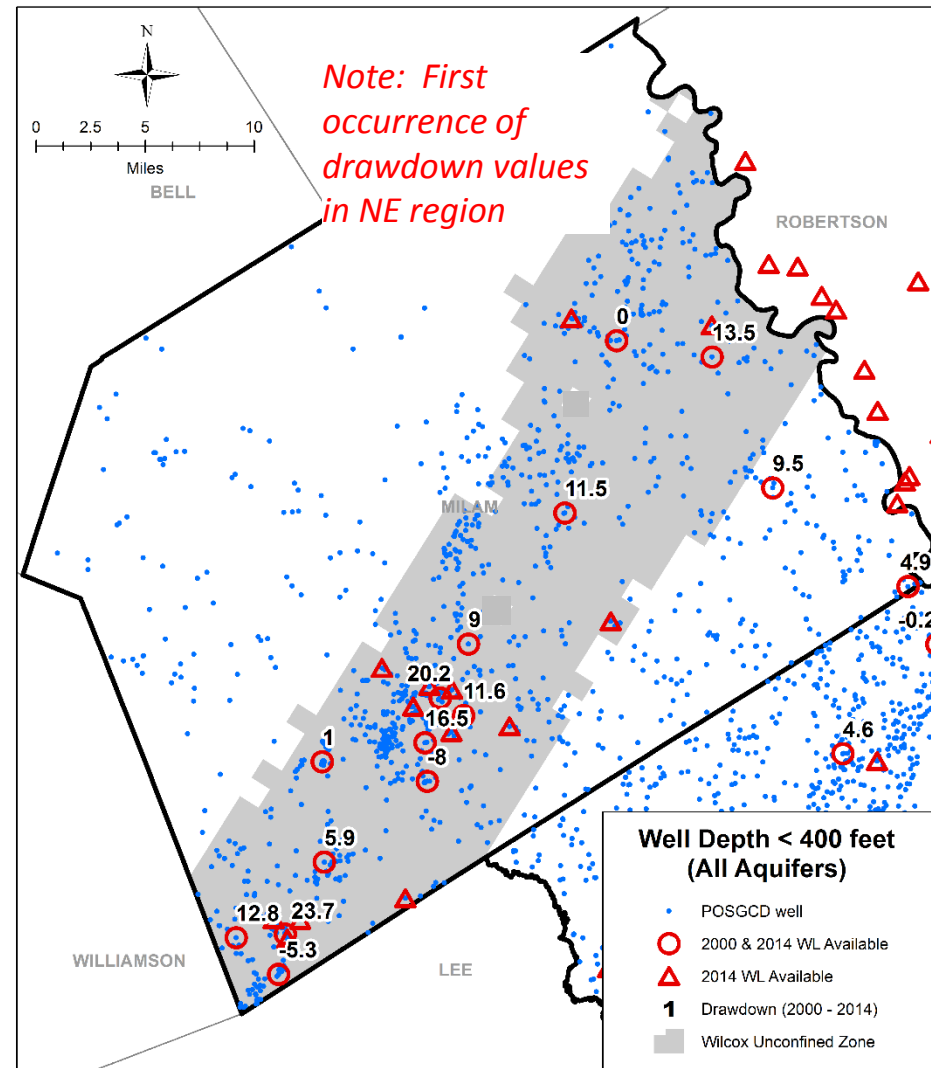 N
0 2.5 5 10
Miles
Note: First
occurrence of
drawdown values
in NE region
BELL
ROBERTSON
0
13.5
9.5
11.5
MILAM
4.9
-0.2
9
20.2
11.6
16.5
4.6
-8
1
5.9
12.8
23.7
-5.3
WILLIAMSON
LEE
Well Depth < 400 feet
(All Aquifers)
POSGCD well
2000 & 2014 WL Available
2014 WL Available
1 Drawdown (2000 - 2014)
Wilcox Unconfined Zone